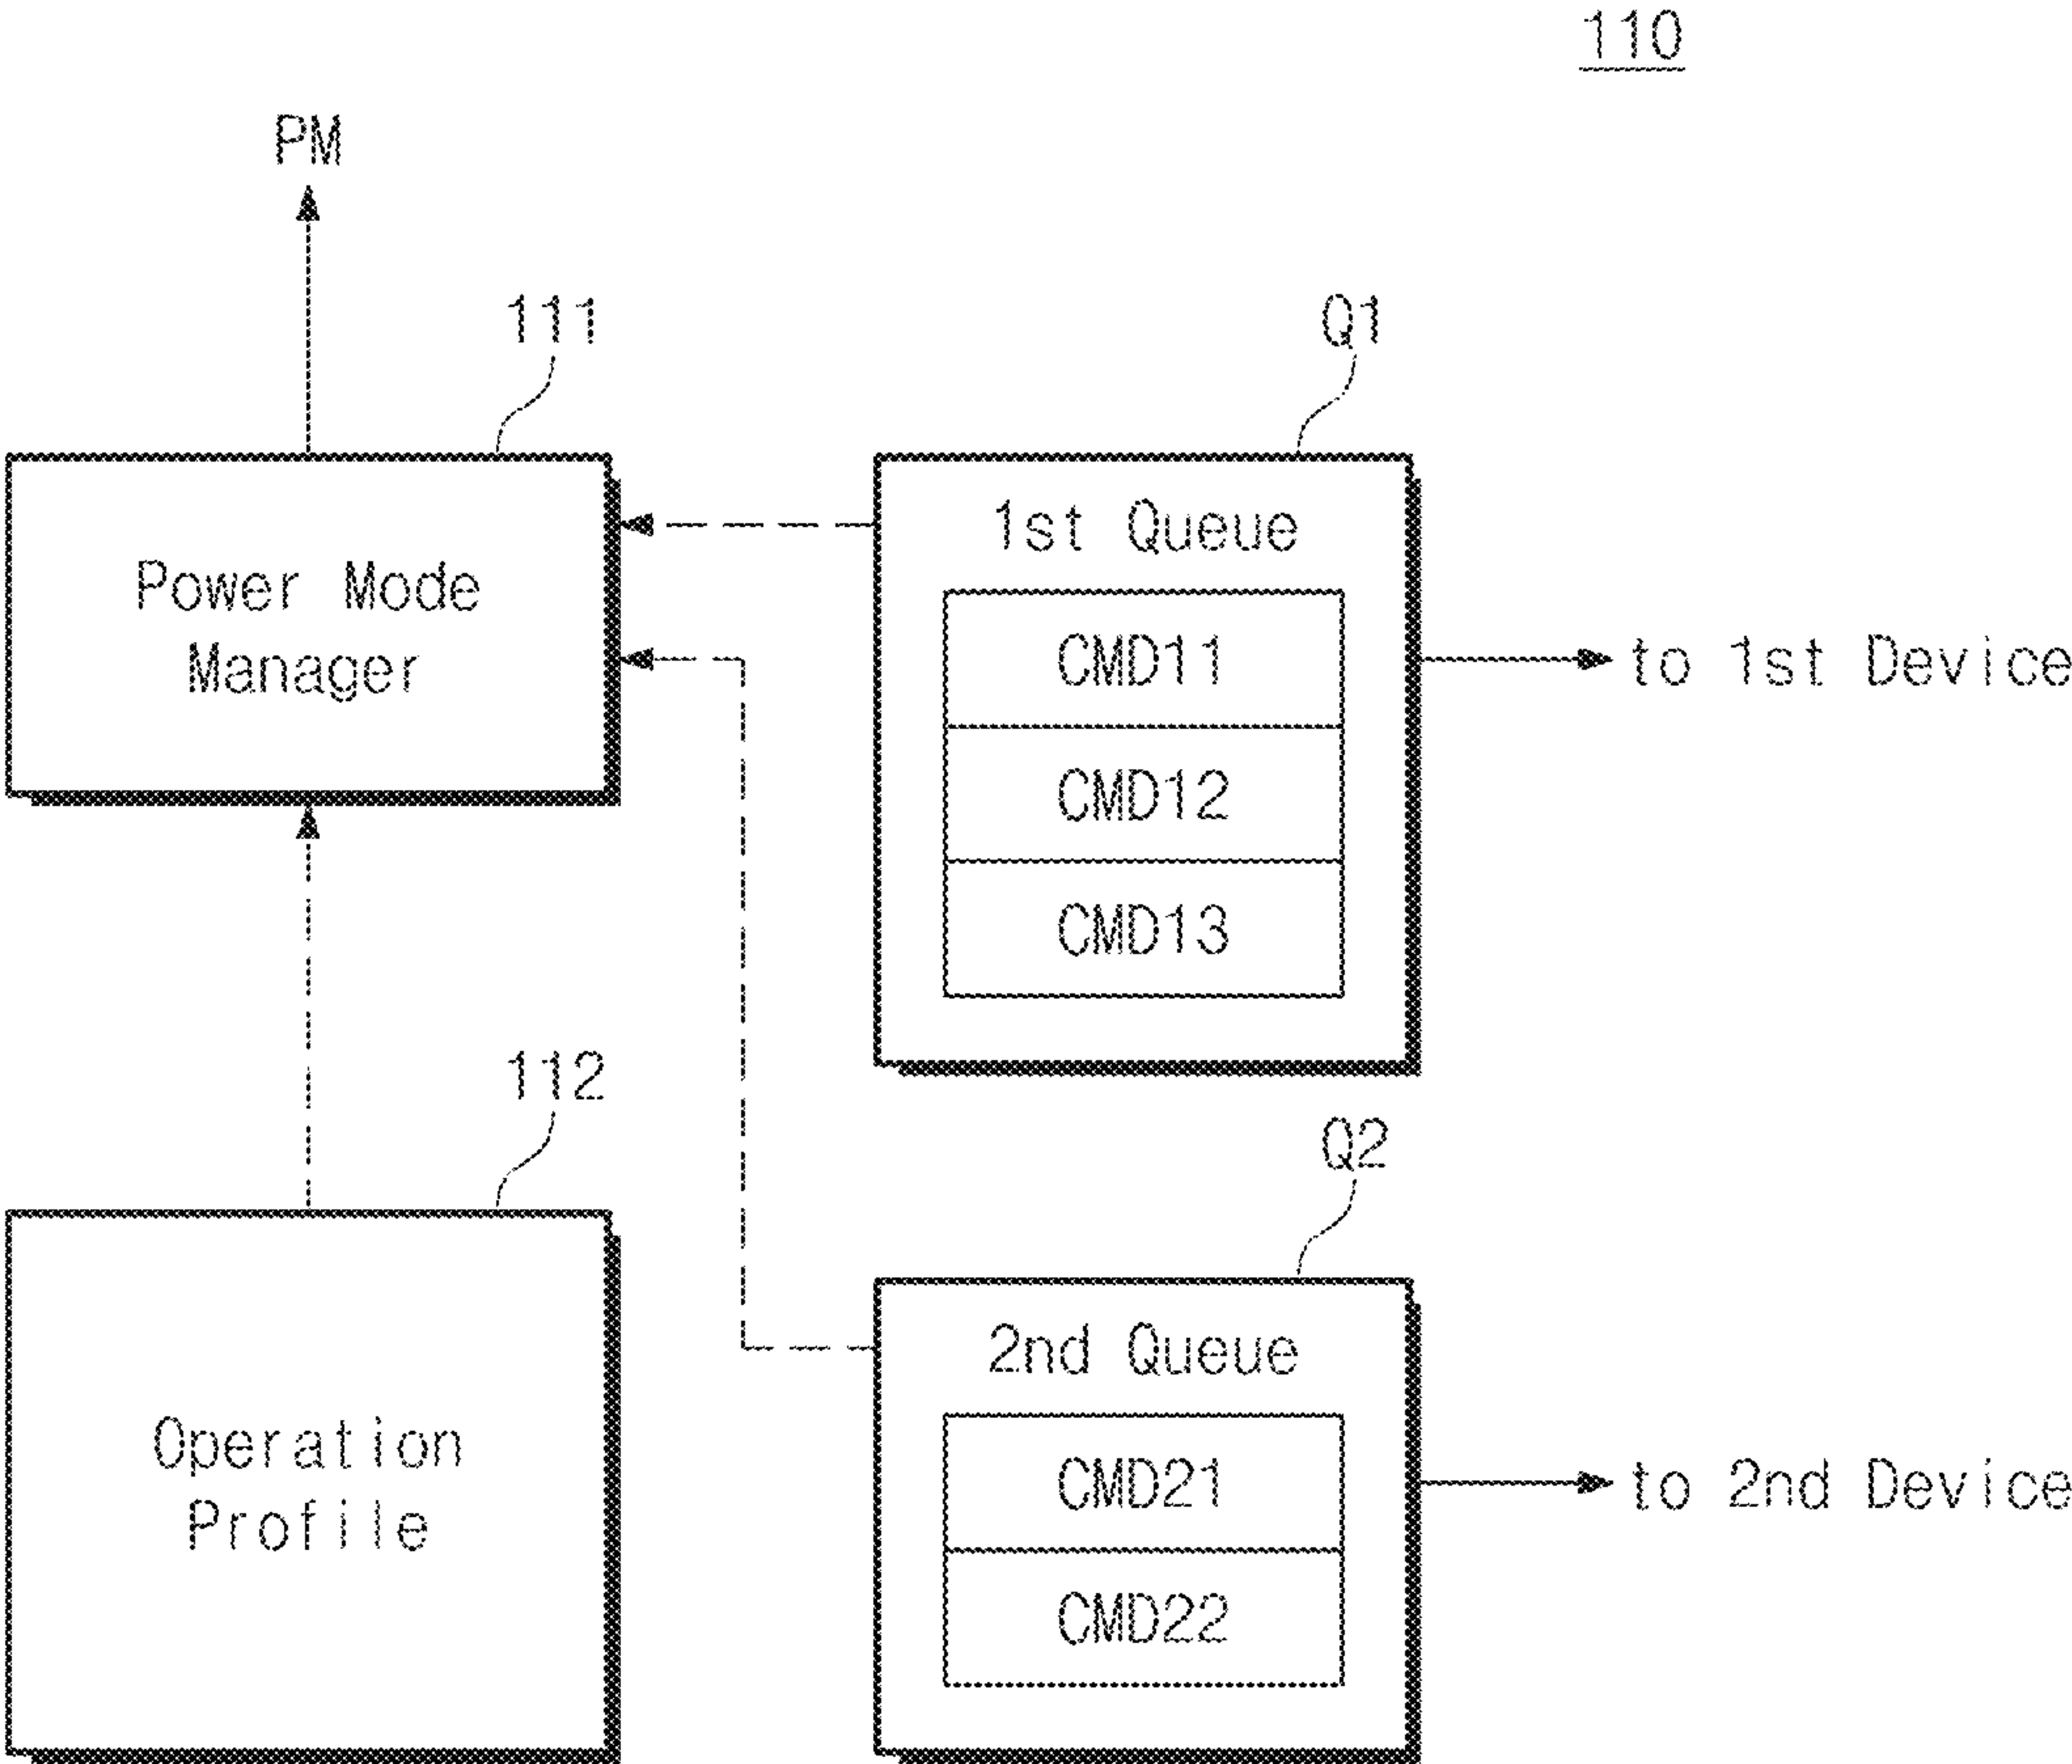 110
PM
111
Q1
Power Mode
Manager
1st Queue
CMD11
CMD12
CMD13
to 1st Device
112
Q2
Operation
Profile
2nd Queue
CMD21
CMD22
to 2nd Device